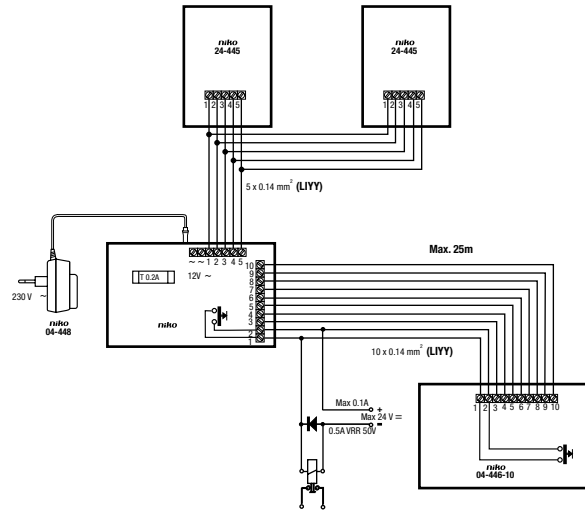 niko
24-445
niko
24-445
1 2 3 4 5
1 2 3 4 5
5 x 0.14 mm² (LIYY)
~ ~ 1 2 3 4 5
12V ~
T 0.2A
niko
10
9
8
7
6
5
4
3
2
1
230 V ~
niko
04-448
Max. 25m
10 x 0.14 mm² (LIYY)
Max 0.1A
+
Max 24 V =
-
0.5A VRR 50V
1 2 3 4 5 6 7 8 9 10
niko
04-446-10